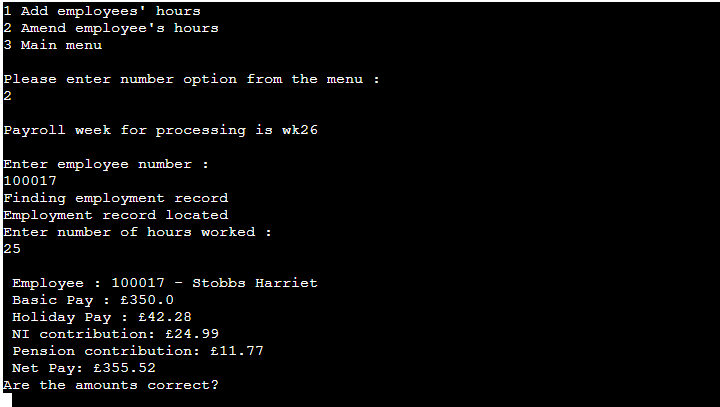 1 Add employees' hours
2 Amend employee's hours
3 Main menu
Please enter number option from the menu :
2
Payroll week for processing is wk26
Enter employee number :
100017
Finding employment record
Employment record located
Enter number of hours worked :
25
Employee : 100017 - Stobbs Harriet
Basic Pay : £350.0
Holiday Pay : £42.28
NI contribution: £24.99
Pension contribution: £11.77
Net Pay: £355.52
Are the amounts correct?